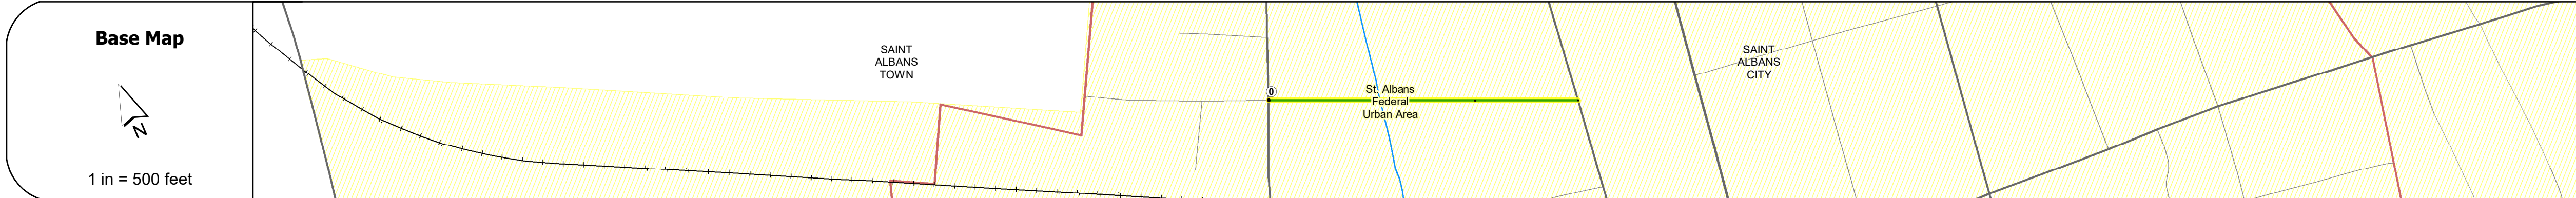 Base Map
N
1 in = 500 feet
SAINT
ALBANS
TOWN
0
St. Albans
Federal
Urban Area
SAINT
ALBANS
CITY